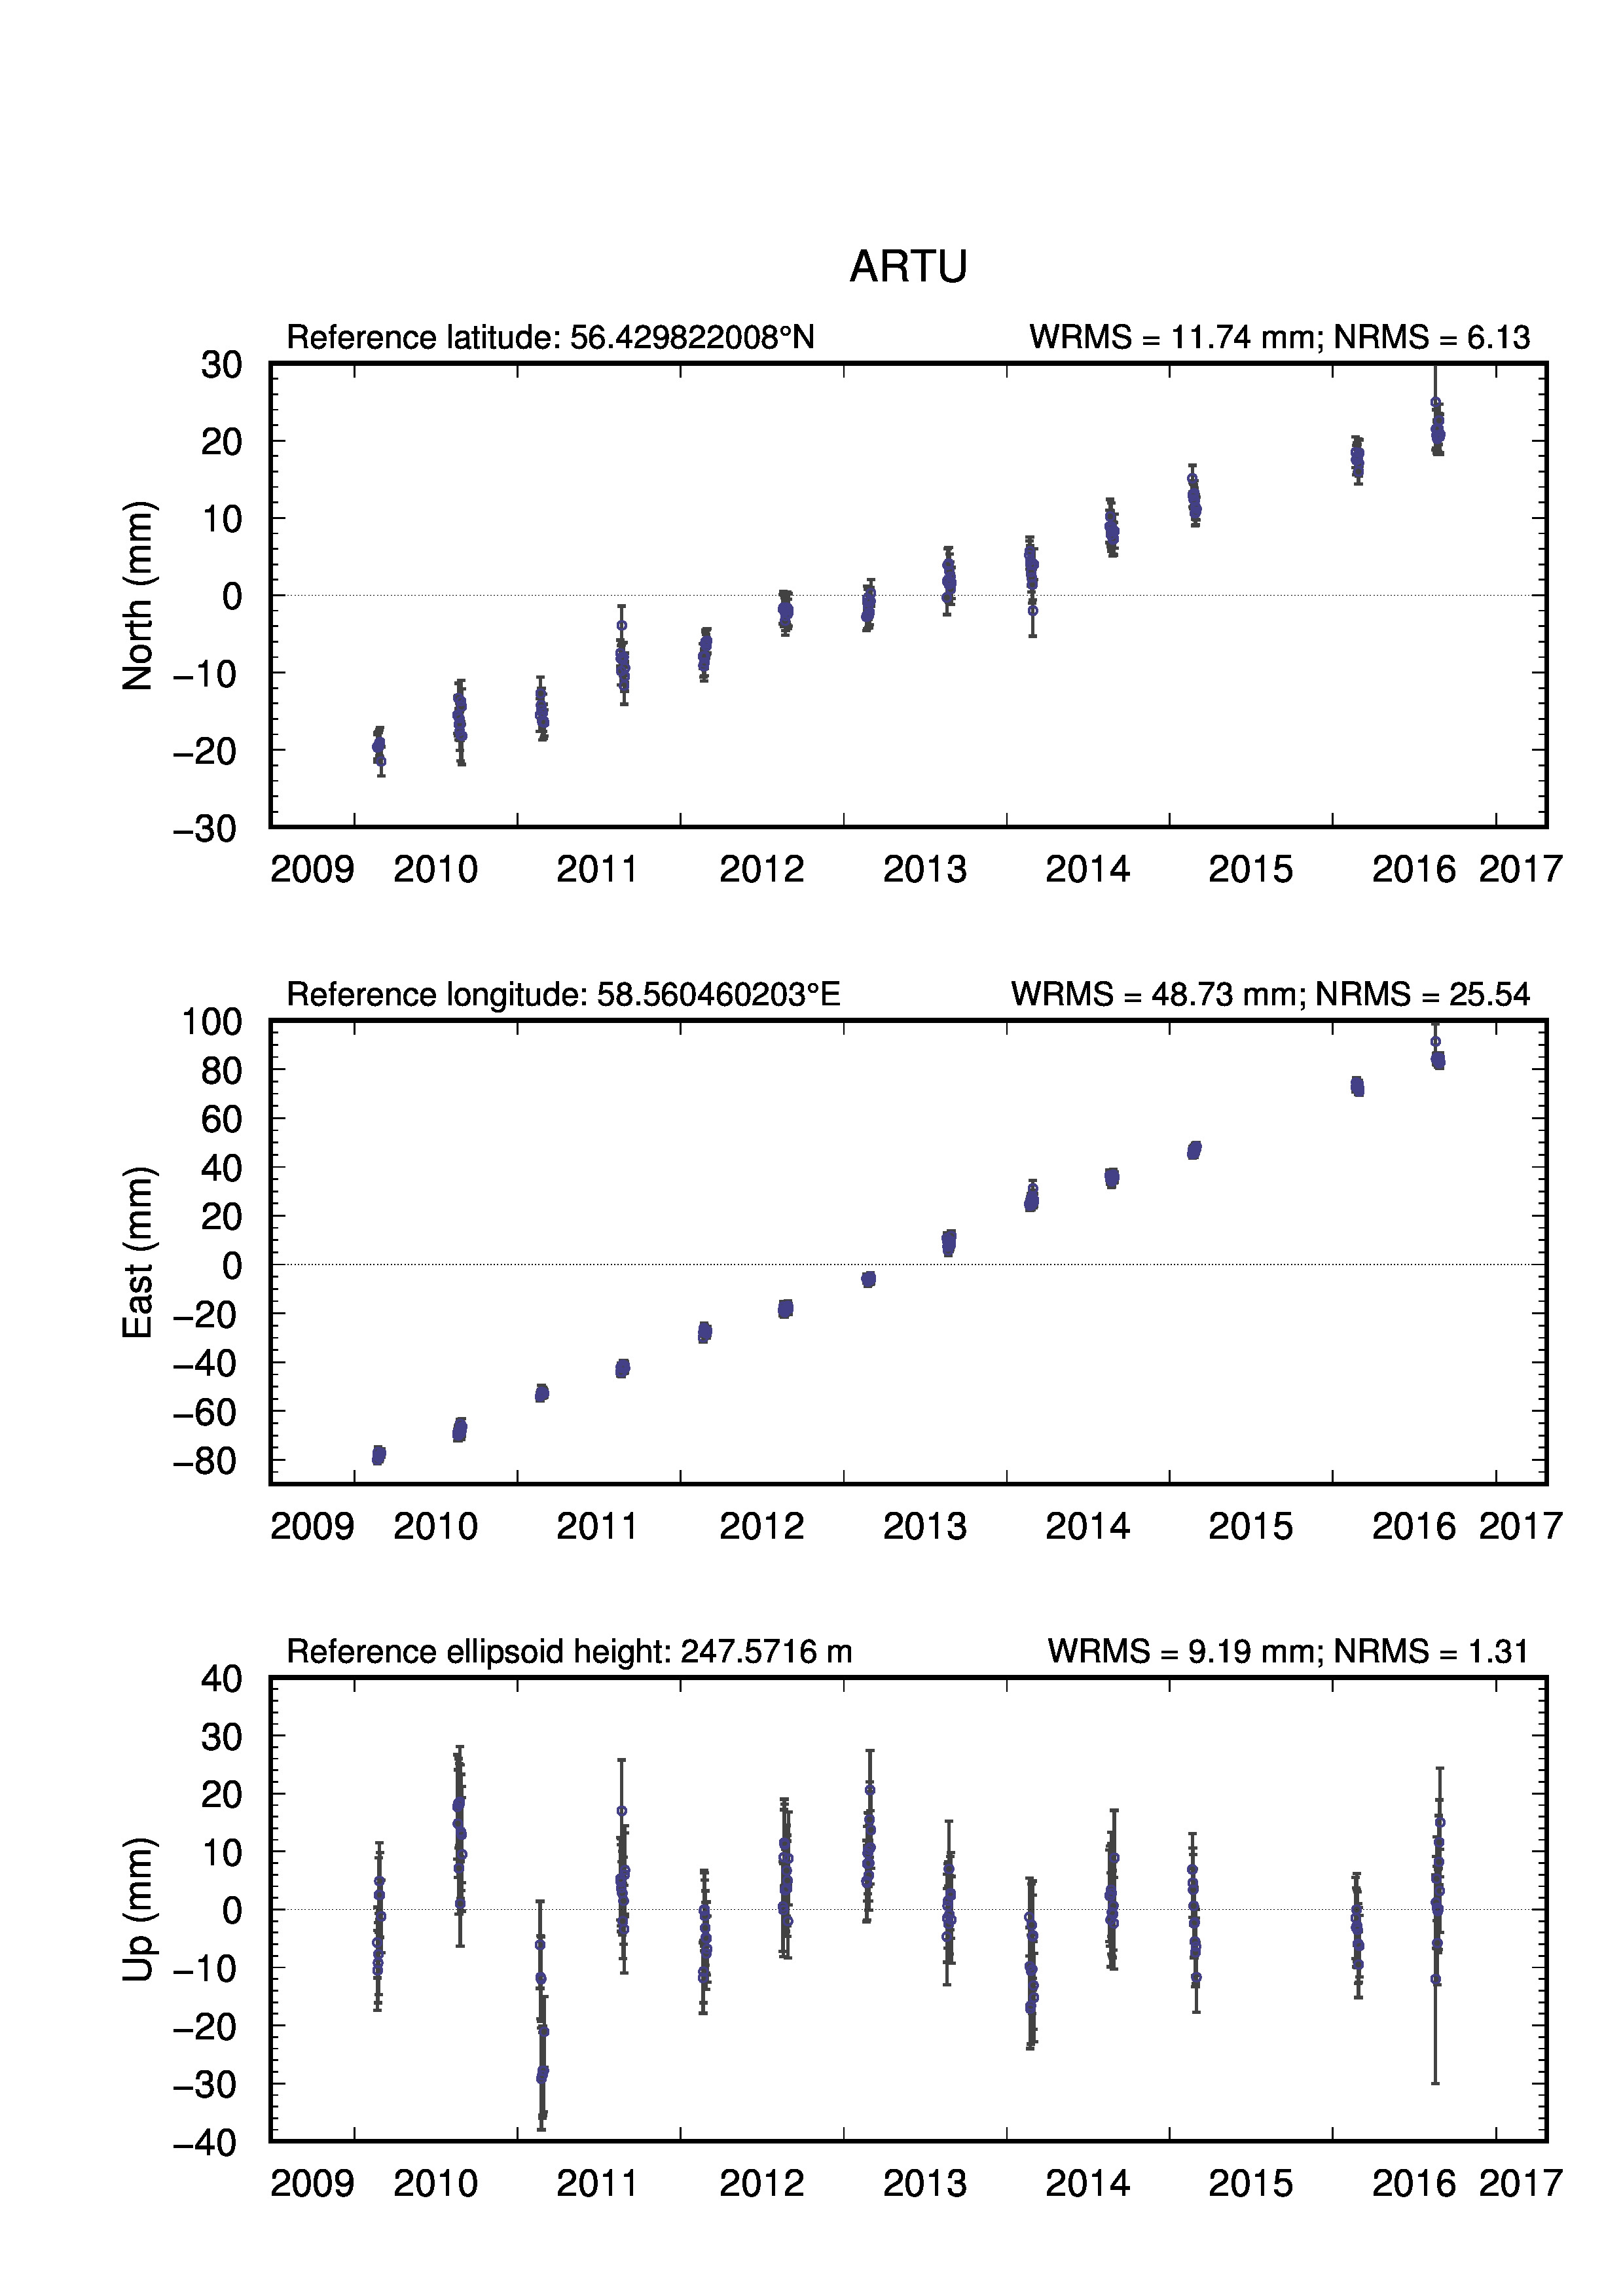 ARTU
Reference latitude: 56.429822008°N WRMS = 11.74 mm; NRMS = 6.13
30
20
10
0
−10
−20
−30
North (mm)
2009 2010 2011 2012 2013 2014 2015 2016 2017
Reference longitude: 58.560460203°E WRMS = 48.73 mm; NRMS = 25.54
100
80
60
40
20
0
−20
−40
−60
−80
East (mm)
2009 2010 2011 2012 2013 2014 2015 2016 2017
Reference ellipsoid height: 247.5716 m WRMS = 9.19 mm; NRMS = 1.31
40
30
20
10
0
−10
−20
−30
−40
Up (mm)
2009 2010 2011 2012 2013 2014 2015 2016 2017